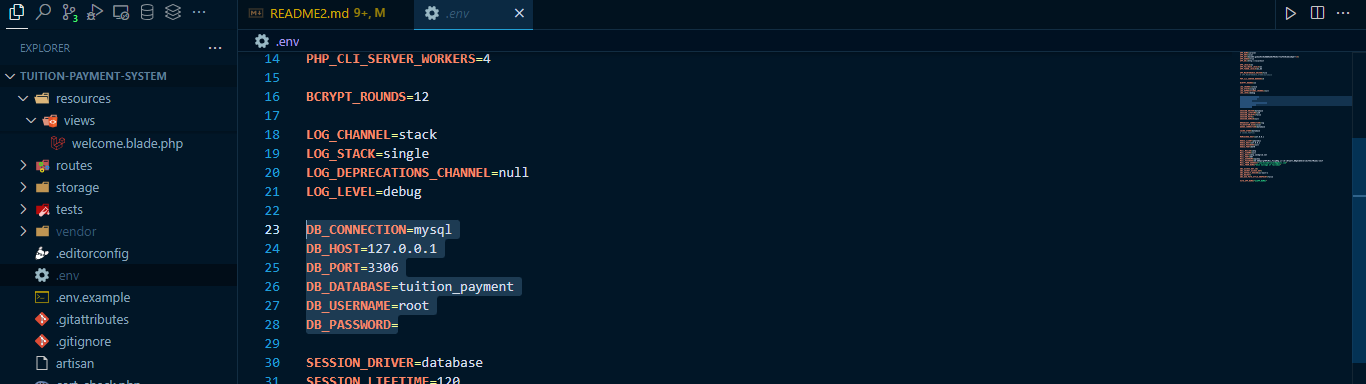 3
README2.md 9+, M
.env
EXPLORER
.env
TUITION-PAYMENT-SYSTEM
resources
views
welcome.blade.php
routes
storage
tests
vendor
.editorconfig
.env
.env.example
.gitattributes
.gitignore
artisan
14 PHP_CLI_SERVER_WORKERS=4
15
16 BCRYPT_ROUNDS=12
17
18 LOG_CHANNEL=stack
19 LOG_STACK=single
20 LOG_DEPRECATIONS_CHANNEL=null
21 LOG_LEVEL=debug
22
23 DB_CONNECTION=mysql
24 DB_HOST=127.0.0.1
25 DB_PORT=3306
26 DB_DATABASE=tuition_payment
27 DB_USERNAME=root
28 DB_PASSWORD=
29
30 SESSION_DRIVER=database
31 SESSION_LIFETIME=120